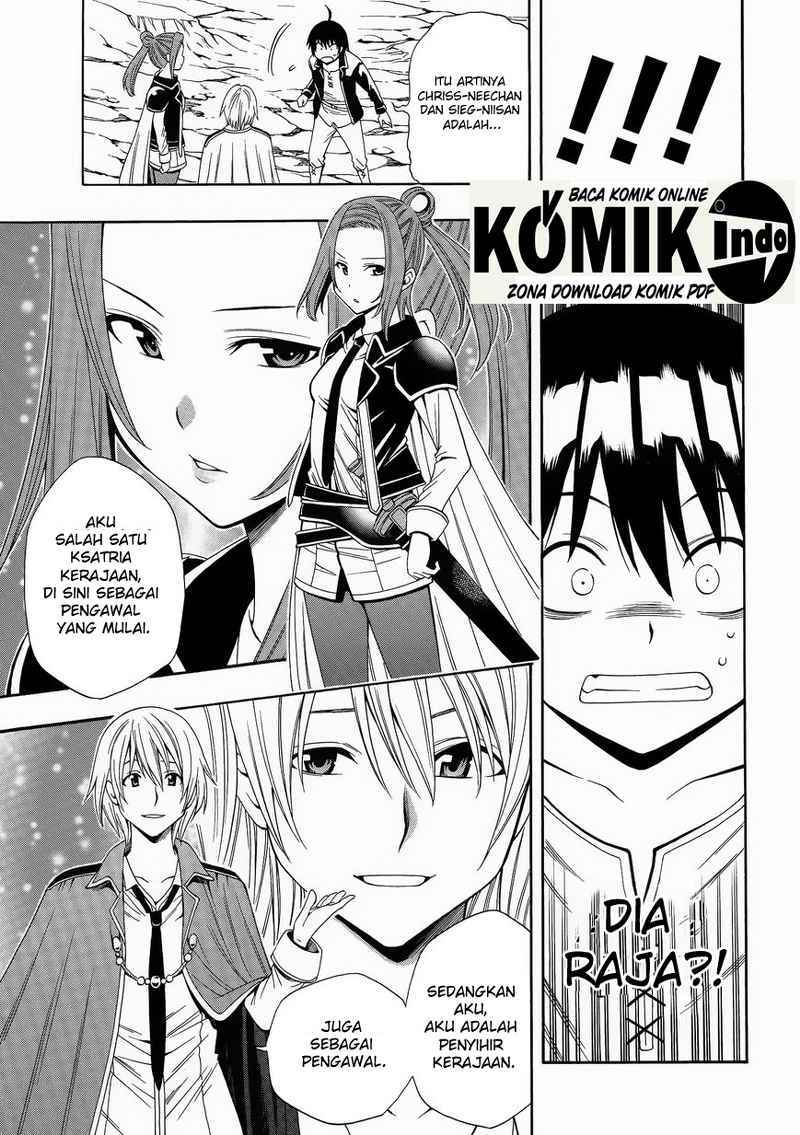 !!!
BACA KOMIK ONLINE
KOMIK indo
ZONA DOWNLOAD KOMIK PDF
DIA
RAJA?!
ITU ARTINYA
CHRISS-NEECHAN
DAN SIEG-NIISAN
ADALAH...
AKU
SALAH SATU
KSATRIA
KERAJAAN,
DI SINI SEBAGAI
PENGAWAL
YANG MULAI.
SEDANGKAN
AKU,
AKU ADALAH
PENYIHIR
KERAJAAN.
JUGA
SEBAGAI
PENGAWAL.